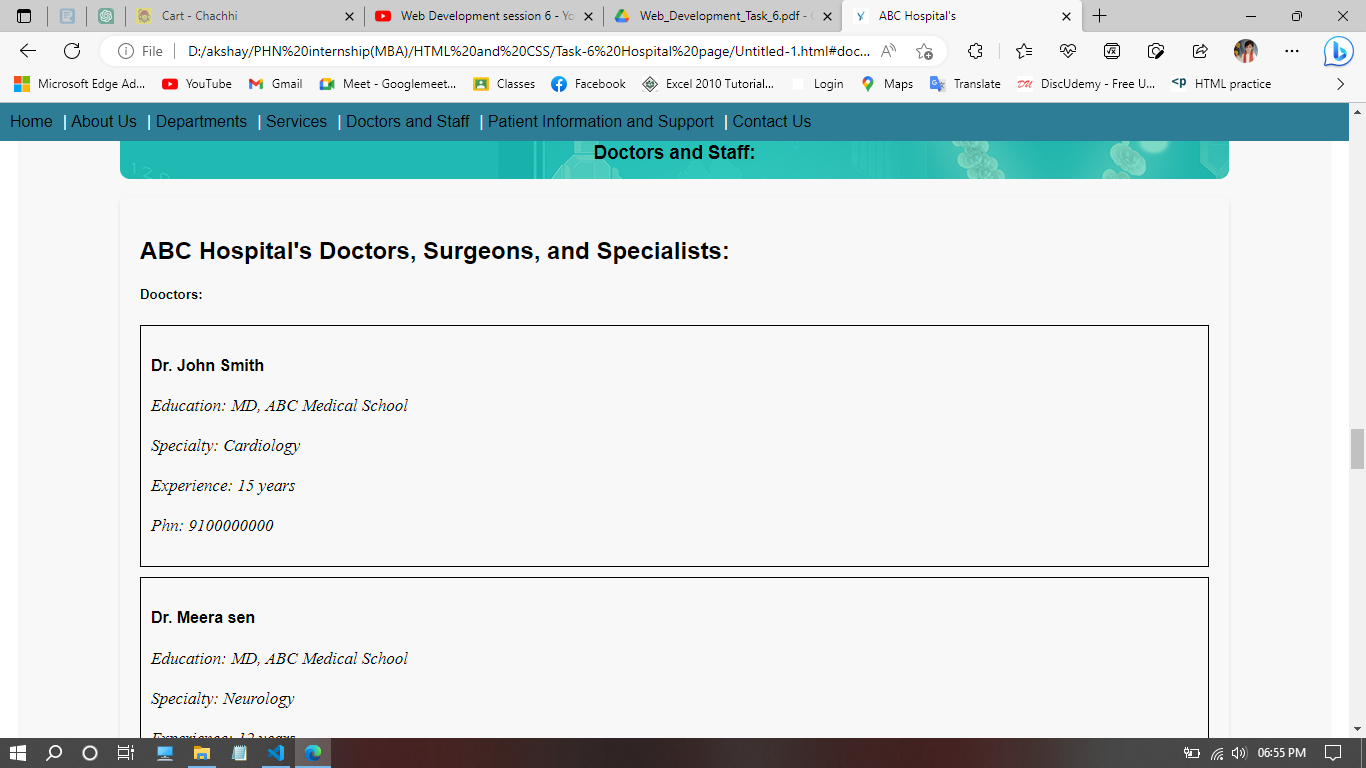 Cart - Chachhi
Web Development session 6 - Yo
Web_Development_Task_6.pdf -
ABC Hospital's
File
D:/akshay/PHN%20internship(MBA)/HTML%20and%20CSS/Task-6%20Hospital%20page/Untitled-1.html#doc...
Microsoft Edge Ad...
YouTube
Gmail
Meet - Googlemeet...
Classes
Facebook
Excel 2010 Tutorial...
Login
Maps
Translate
DU
DiscUdemy - Free U...
<p
HTML practice
Home | About Us | Departments | Services | Doctors and Staff | Patient Information and Support | Contact Us
Doctors and Staff:
ABC Hospital's Doctors, Surgeons, and Specialists:
Dooctors:
Dr. John Smith
Education: MD, ABC Medical School
Specialty: Cardiology
Experience: 15 years
Phn: 9100000000
Dr. Meera sen
Education: MD, ABC Medical School
Specialty: Neurology
Experience: 12 years
06:55 PM